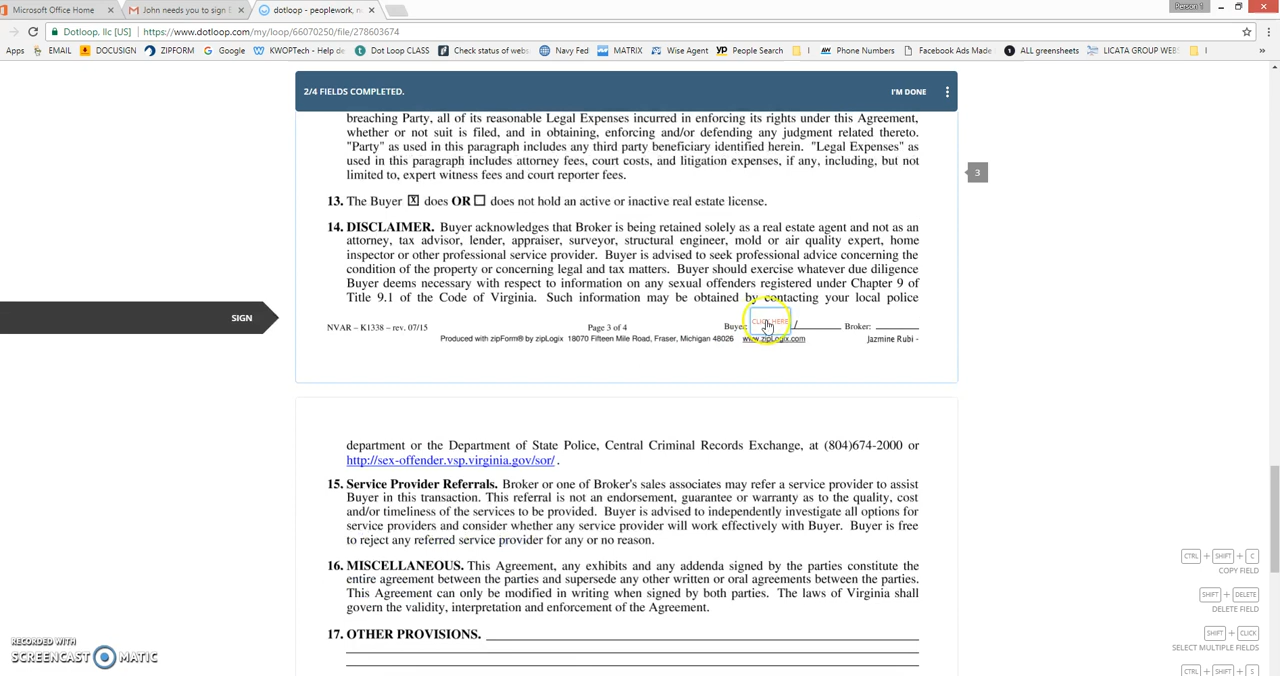 Microsoft Office Home
John needs you to sign
dotloop - peoplework, n
Person 1
Dotloop, llc [US]
https://www.dotloop.com/my/loop/66070250/file/278603674
Apps EMAIL DOCUSIGN ZIPFORM Google KWOPTech - Help de Dot Loop CLASS Check status of webs Navy Fed MATRIX Wise Agent People Search Phone Numbers Facebook Ads Made ALL greensheets LICATA GROUP WEB
2/4 FIELDS COMPLETED.
I'M DONE
breaching Party, all of its reasonable Legal Expenses incurred in enforcing its rights under this Agreement,
whether or not suit is filed, and in obtaining, enforcing and/or defending any judgment related thereto.
"Party" as used in this paragraph includes any third party beneficiary identified herein. "Legal Expenses" as
used in this paragraph includes attorney fees, court costs, and litigation expenses, if any, including, but not
limited to, expert witness fees and court reporter fees.
3
13. The Buyer X does OR does not hold an active or inactive real estate license.
14. DISCLAIMER. Buyer acknowledges that Broker is being retained solely as a real estate agent and not as an
attorney, tax advisor, lender, appraiser, surveyor, structural engineer, mold or air quality expert, home
inspector or other professional service provider. Buyer is advised to seek professional advice concerning the
condition of the property or concerning legal and tax matters. Buyer should exercise whatever due diligence
Buyer deems necessary with respect to information on any sexual offenders registered under Chapter 9 of
Title 9.1 of the Code of Virginia. Such information may be obtained by contacting your local police
SIGN
CLICK HERE
NVAR – K1338 – rev. 07/15
Page 3 of 4
Buyer: / Broker:
Produced with zipForm® by zipLogix 18070 Fifteen Mile Road, Fraser, Michigan 48026 www.zipLogix.com
Jazmine Rubi -
department or the Department of State Police, Central Criminal Records Exchange, at (804)674-2000 or
http://sex-offender.vsp.virginia.gov/sor/ .
15. Service Provider Referrals. Broker or one of Broker's sales associates may refer a service provider to assist
Buyer in this transaction. This referral is not an endorsement, guarantee or warranty as to the quality, cost
and/or timeliness of the services to be provided. Buyer is advised to independently investigate all options for
service providers and consider whether any service provider will work effectively with Buyer. Buyer is free
to reject any referred service provider for any or no reason.
16. MISCELLANEOUS. This Agreement, any exhibits and any addenda signed by the parties constitute the
entire agreement between the parties and supersede any other written or oral agreements between the parties.
This Agreement can only be modified in writing when signed by both parties. The laws of Virginia shall
govern the validity, interpretation and enforcement of the Agreement.
17. OTHER PROVISIONS.
CTRL + SHIFT + C
COPY FIELD
SHIFT + DELETE
DELETE FIELD
SHIFT + CLICK
SELECT MULTIPLE FIELDS
CTRL + SHIFT + S
RECORDED WITH
SCREENCAST MATIC